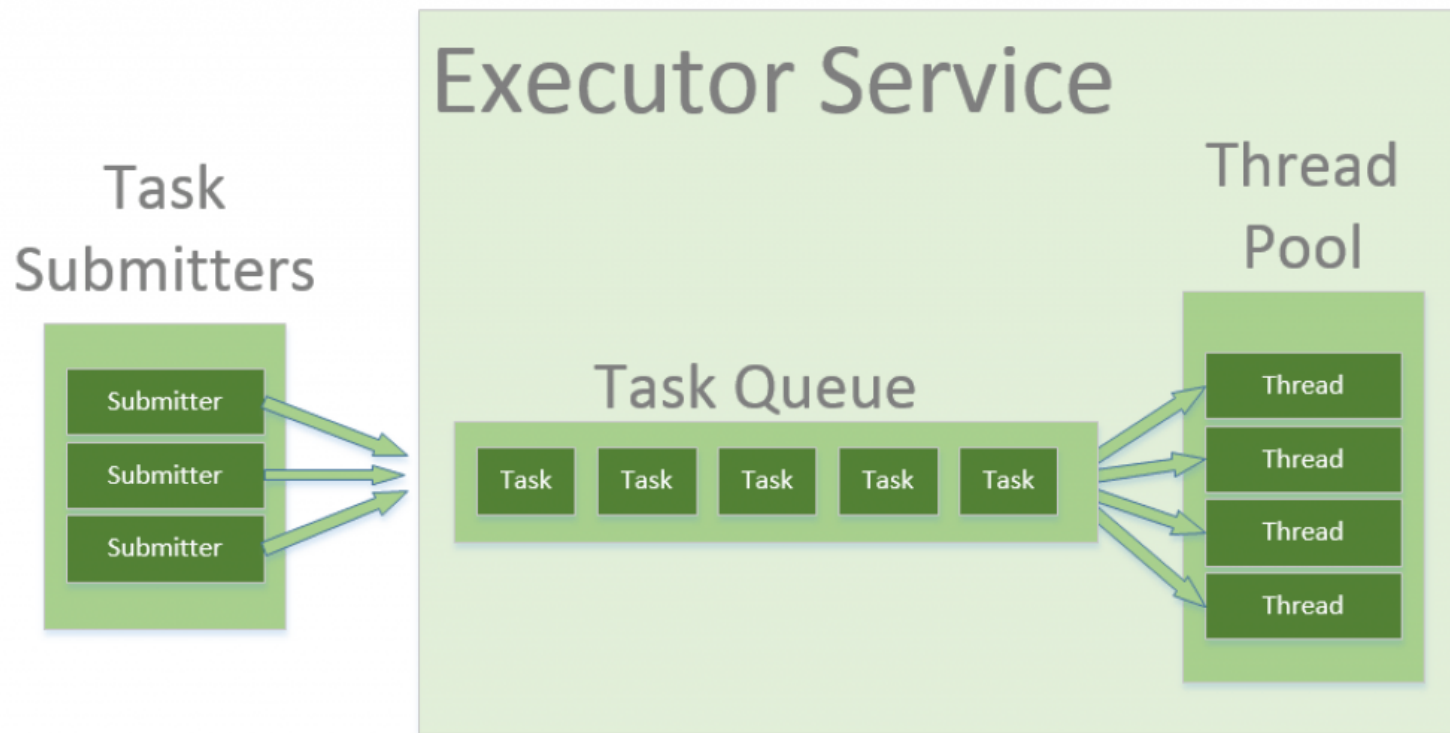 Executor Service
Task
Submitters
Submitter
Submitter
Submitter
Task Queue
Task Task Task Task Task
Thread
Pool
Thread
Thread
Thread
Thread